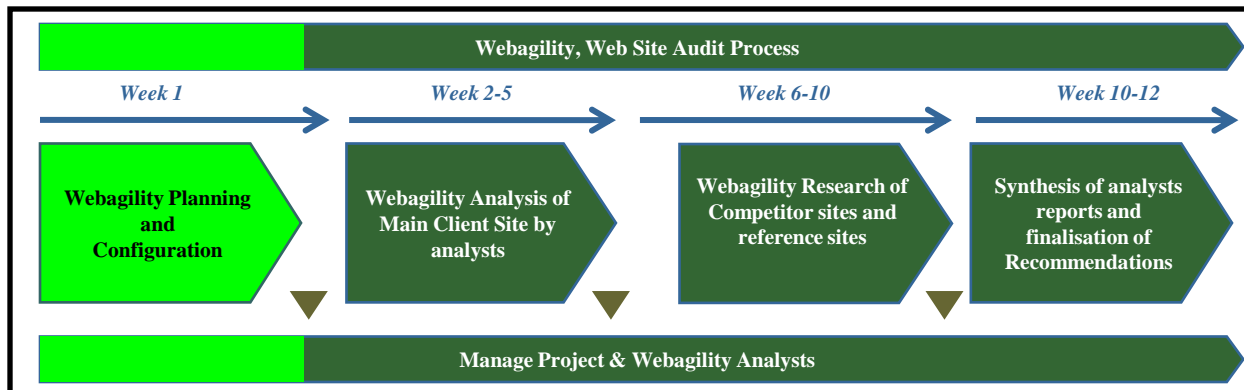 Webagility, Web Site Audit Process
Week 1
Week 2-5
Week 6-10
Week 10-12
Webagility Planning
and
Configuration
Webagility Analysis of
Main Client Site by
analysts
Webagility Research of
Competitor sites and
reference sites
Synthesis of analysts
reports and
finalisation of
Recommendations
Manage Project & Webagility Analysts